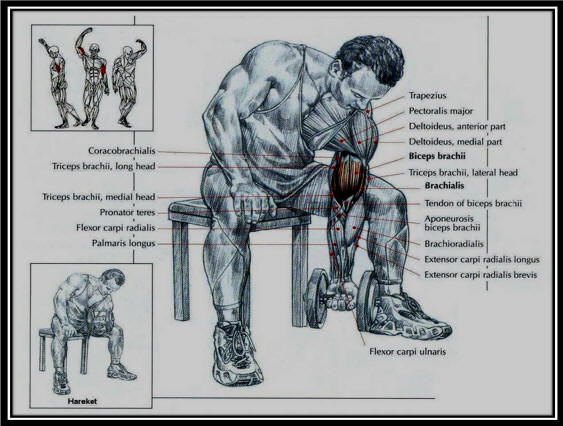 Trapezius
Pectoralis major
Deltoideus, anterior part
Deltoideus, medial part
Biceps brachii
Triceps brachii, lateral head
Brachialis
Tendon of biceps brachii
Aponeurosis
biceps brachii
Brachioradialis
Extensor carpi radialis longus
Extensor carpi radialis brevis
Flexor carpi ulnaris
Coracobrachialis
Triceps brachii, long head
Triceps brachii, medial head
Pronator teres
Flexor carpi radialis
Palmaris longus
Hareket